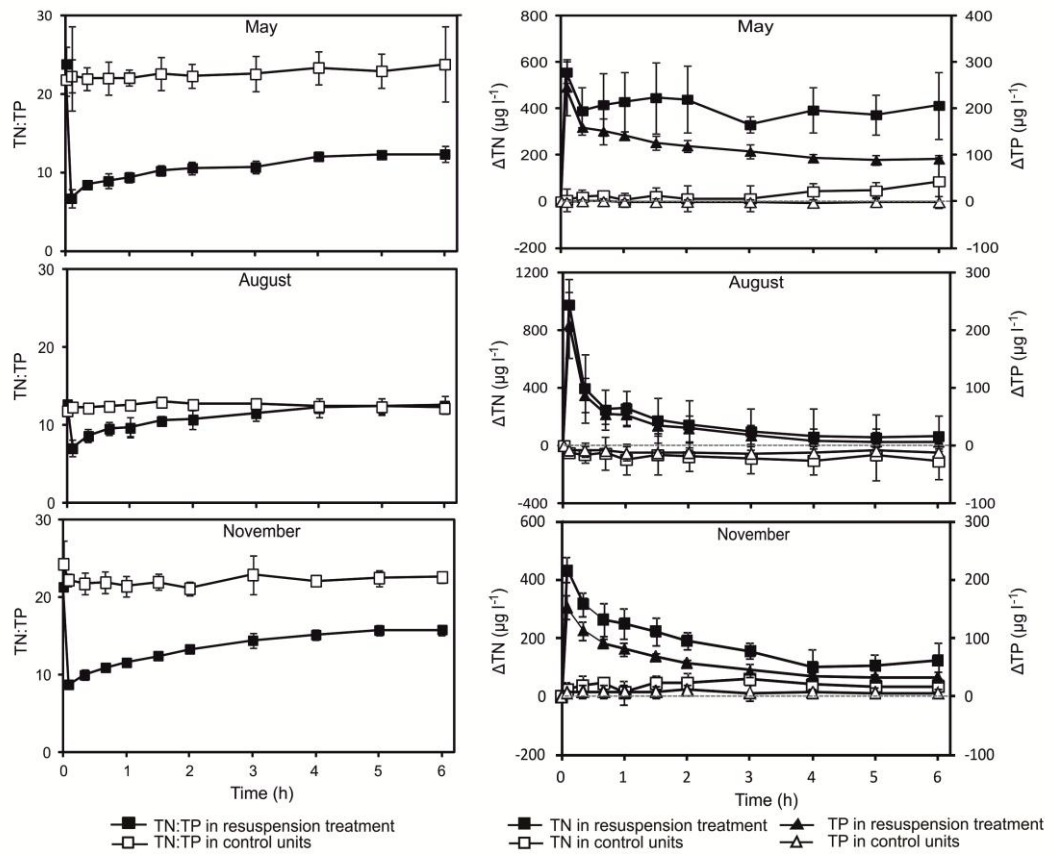 May
30
20
10
0
TN:TP
August
30
20
10
0
TN:TP
November
30
20
10
0
TN:TP
0 1 2 3 4 5 6
Time (h)
TN:TP in resuspension treatment
TN:TP in control units
May
800
600
400
200
0
-200
ΔTN (µg l⁻¹)
400
300
200
100
0
-100
ΔTP (µg l⁻¹)
August
1200
800
400
0
-400
ΔTN (µg l⁻¹)
300
200
100
0
-100
ΔTP (µg l⁻¹)
November
600
400
200
0
-200
ΔTN (µg l⁻¹)
300
200
100
0
-100
ΔTP (µg l⁻¹)
0 1 2 3 4 5 6
Time (h)
TN in resuspension treatment
TN in control units
TP in resuspension treatment
TP in control units